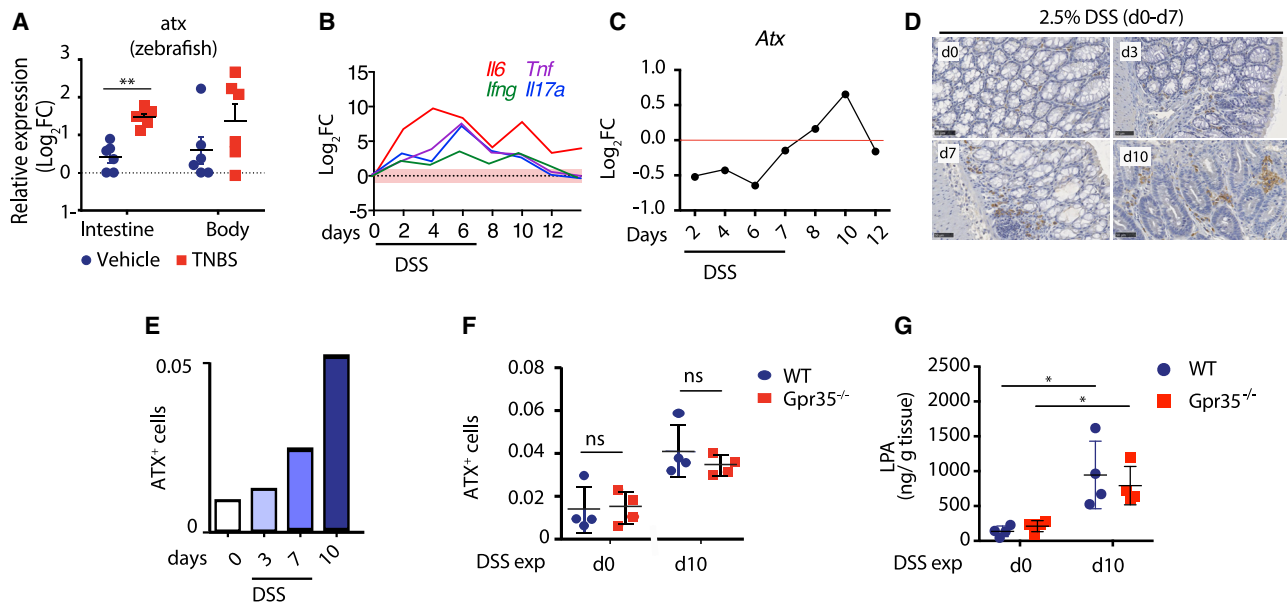 A
atx
(zebrafish)
Relative expression
(Log2FC)
3
2
1
0
1-
**
Intestine
Body
Vehicle
TNBS
B
Il6
Tnf
Ifng
Il17a
Log2FC
15
10
5
0
-5
days
0
2
4
6
8
10
12
DSS
C
Atx
Log2FC
1.0
0.5
0.0
-0.5
-1.0
Days
2
4
6
7
8
10
12
DSS
D
2.5% DSS (d0-d7)
d0
d3
d7
d10
E
ATX+ cells
0.05
0
days
0
3
7
10
DSS
F
ATX+ cells
0.08
0.06
0.04
0.02
0
ns
ns
WT
Gpr35-/-
DSS exp
d0
d10
G
LPA
(ng/ g tissue)
2500
2000
1500
1000
500
0
*
*
WT
Gpr35-/-
DSS exp
d0
d10